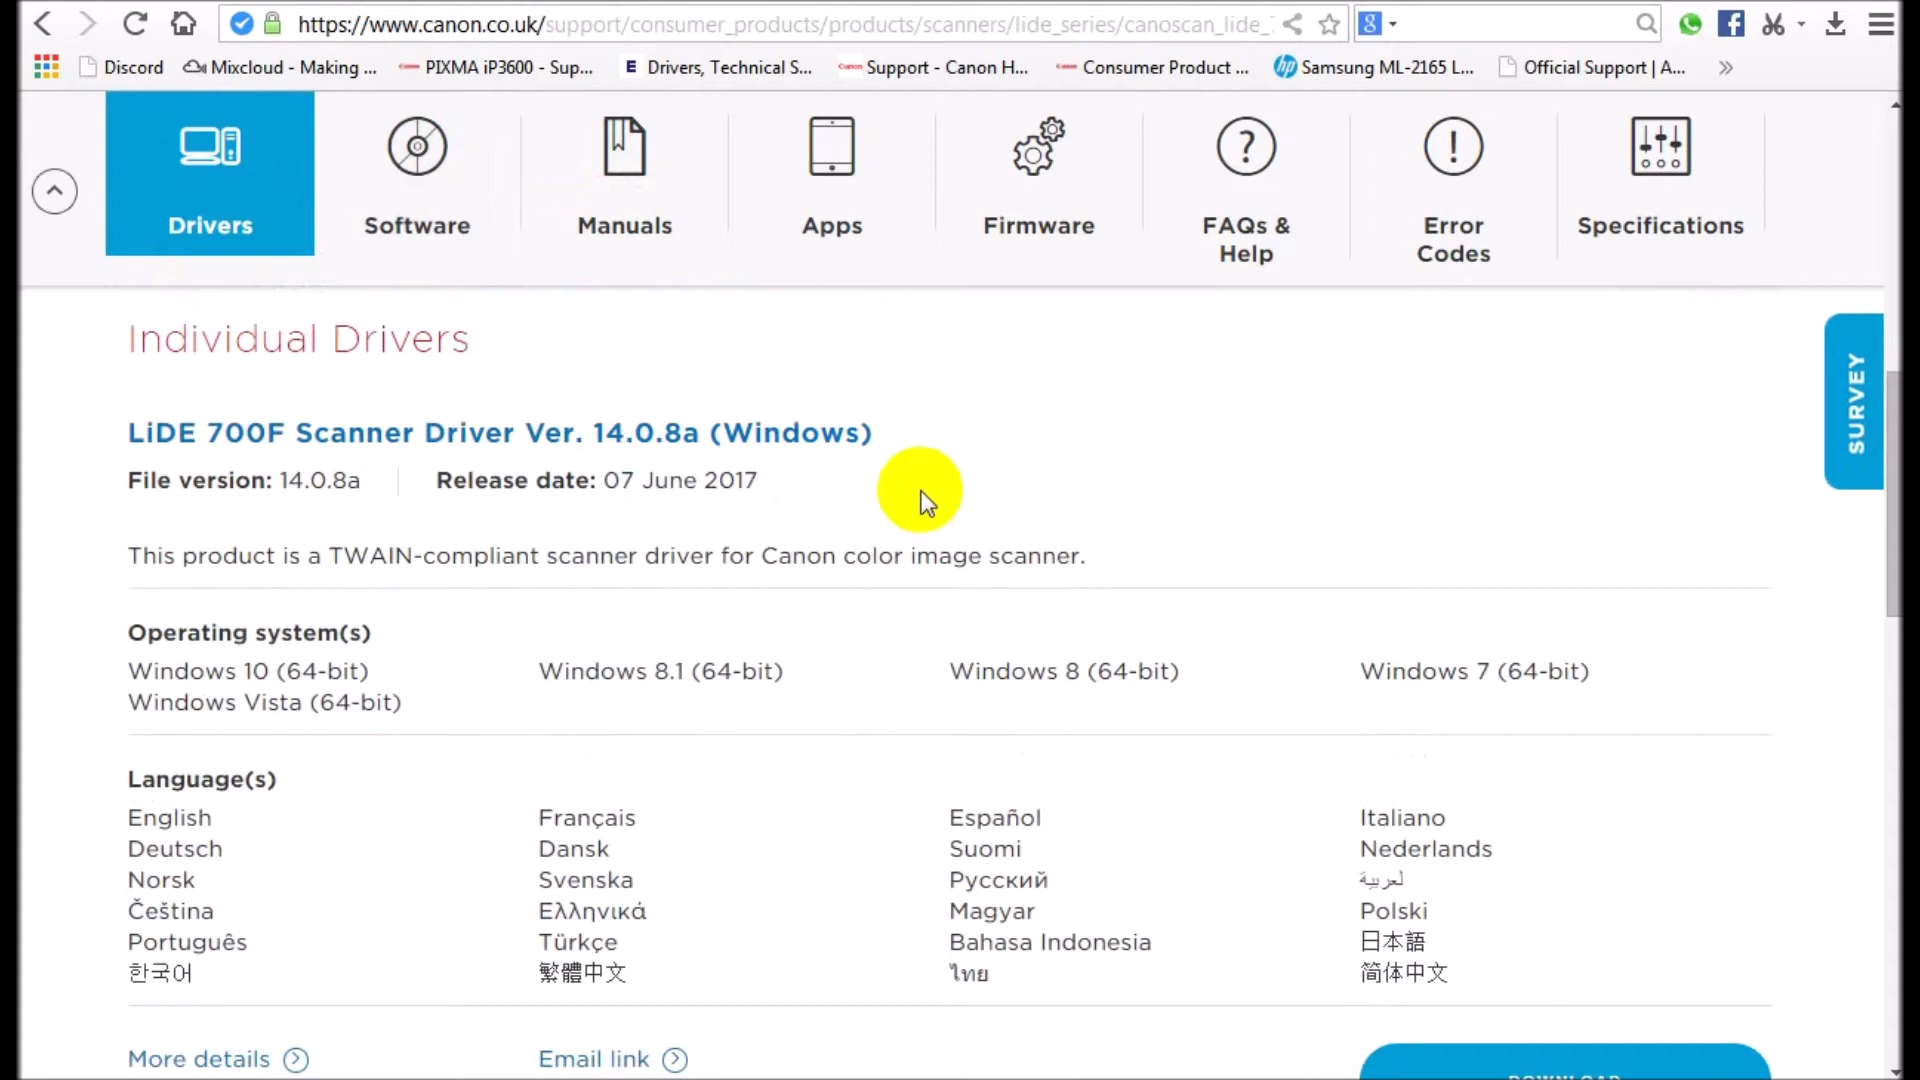 https://www.canon.co.uk/support/consumer_products/products/scanners/lide_series/canoscan_lide_
Discord Mixcloud - Making ... PIXMA iP3600 - Sup... Drivers, Technical S... Canon Support - Canon H... Consumer Product ... hp Samsung ML-2165 L... Official Support | A... »
Drivers Software Manuals Apps Firmware FAQs & Help Error Codes Specifications
Individual Drivers
SURVEY
LiDE 700F Scanner Driver Ver. 14.0.8a (Windows)
File version: 14.0.8a Release date: 07 June 2017
This product is a TWAIN-compliant scanner driver for Canon color image scanner.
Operating system(s)
Windows 10 (64-bit) Windows 8.1 (64-bit) Windows 8 (64-bit) Windows 7 (64-bit)
Windows Vista (64-bit)
Language(s)
English Français Español Italiano
Deutsch Dansk Suomi Nederlands
Norsk Svenska Русский لعربية
Čeština Ελληνικά Magyar Polski
Português Türkçe Bahasa Indonesia 日本語
한국어 繁體中文 ไทย 简体中文
More details Email link
DOWNLOAD